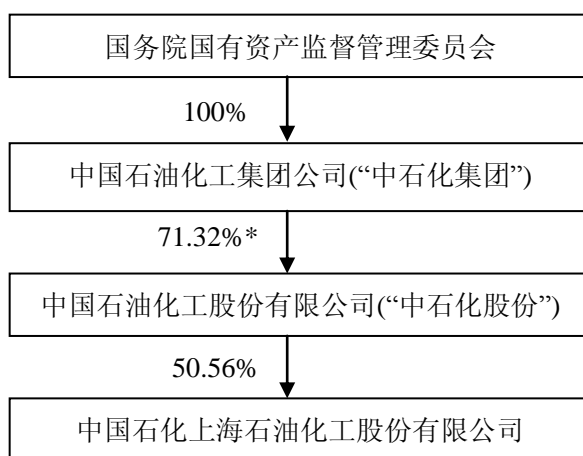 国务院国有资产监督管理委员会
100%
中国石油化工集团公司(“中石化集团”)
71.32%*
中国石油化工股份有限公司(“中石化股份”)
50.56%
中国石化上海石油化工股份有限公司